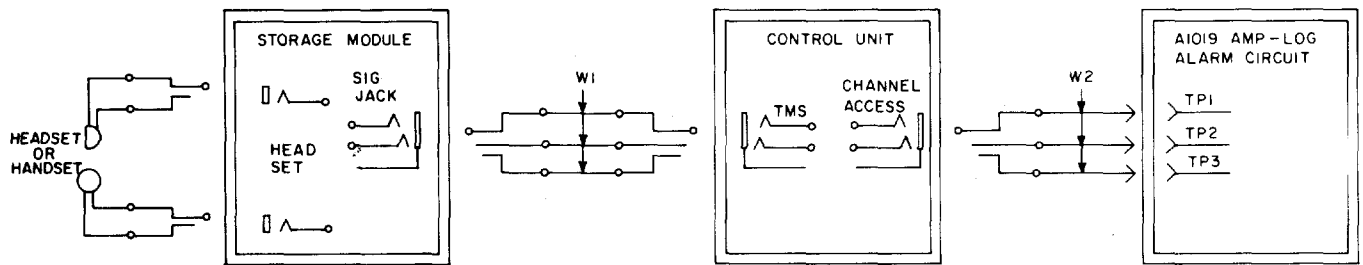 HEADSET
OR
HANDSET
STORAGE MODULE
SIG
JACK
HEAD
SET
W1
CONTROL UNIT
TMS
CHANNEL
ACCESS
W2
A1019 AMP-LOG
ALARM CIRCUIT
TP1
TP2
TP3